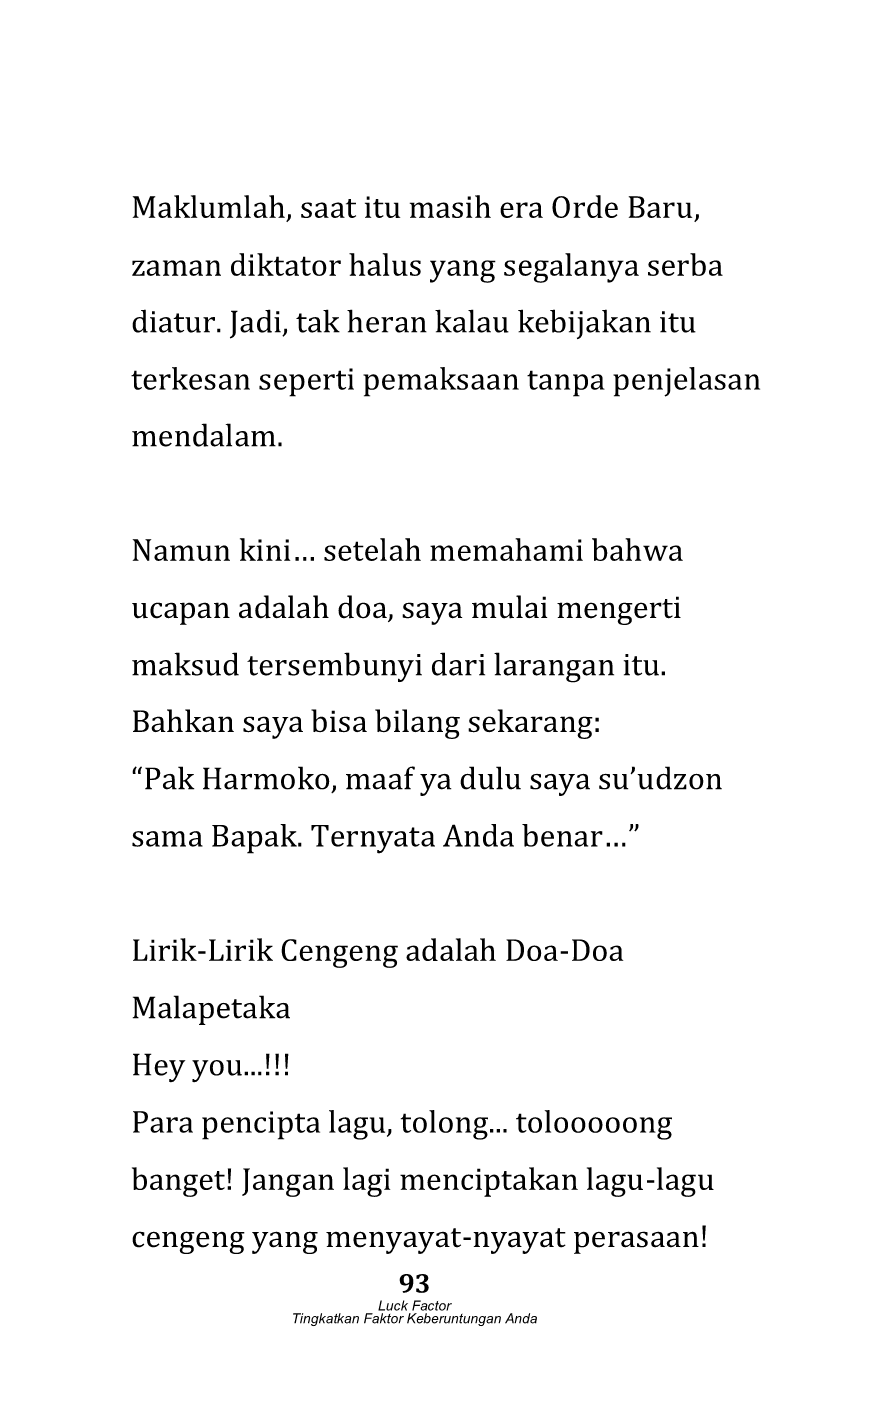 Maklumlah, saat itu masih era Orde Baru,
zaman diktator halus yang segalanya serba
diatur. Jadi, tak heran kalau kebijakan itu
terkesan seperti pemaksaan tanpa penjelasan
mendalam.
Namun kini… setelah memahami bahwa
ucapan adalah doa, saya mulai mengerti
maksud tersembunyi dari larangan itu.
Bahkan saya bisa bilang sekarang:
“Pak Harmoko, maaf ya dulu saya su’udzon
sama Bapak. Ternyata Anda benar…”
Lirik-Lirik Cengeng adalah Doa-Doa
Malapetaka
Hey you...!!!
Para pencipta lagu, tolong... tolooooong
banget! Jangan lagi menciptakan lagu-lagu
cengeng yang menyayat-nyayat perasaan!
93
Luck Factor
Tingkatkan Faktor Keberuntungan Anda